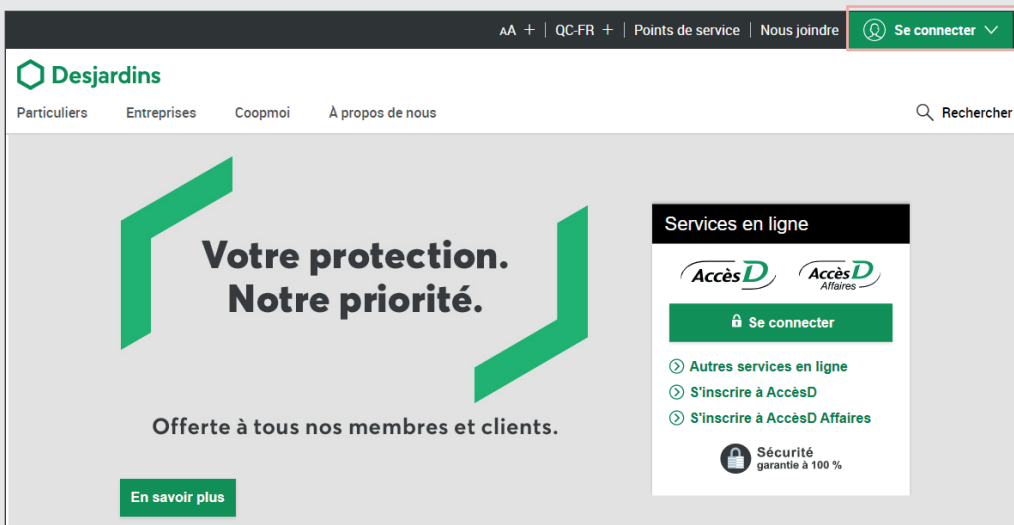 AA + | QC-FR + | Points de service | Nous joindre Se connecter
Desjardins
Particuliers Entreprises Coopmoi À propos de nous Rechercher
Votre protection.
Notre priorité.
Offerte à tous nos membres et clients.
En savoir plus
Services en ligne
AccèsD AccèsD
Affaires
Se connecter
Autres services en ligne
S'inscrire à AccèsD
S'inscrire à AccèsD Affaires
Sécurité
garantie à 100 %